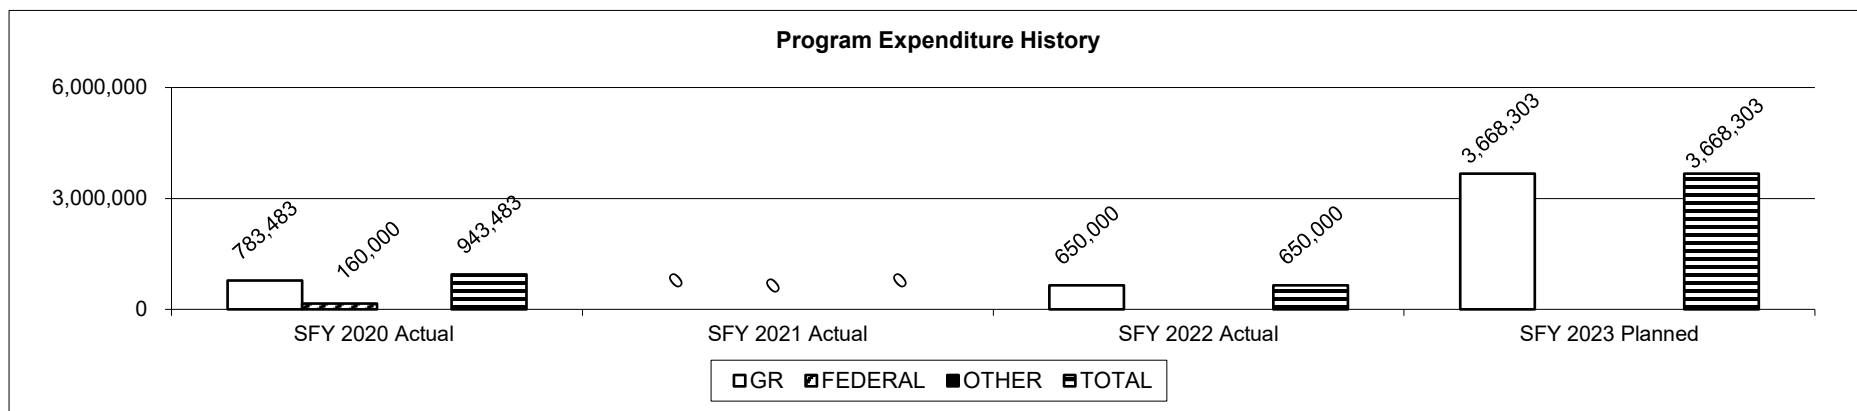 Program Expenditure History
6,000,000
3,000,000
0
783,483
160,000
943,483
0
0
0
650,000
650,000
3,668,303
3,668,303
SFY 2020 Actual
SFY 2021 Actual
SFY 2022 Actual
SFY 2023 Planned
GR FEDERAL OTHER TOTAL